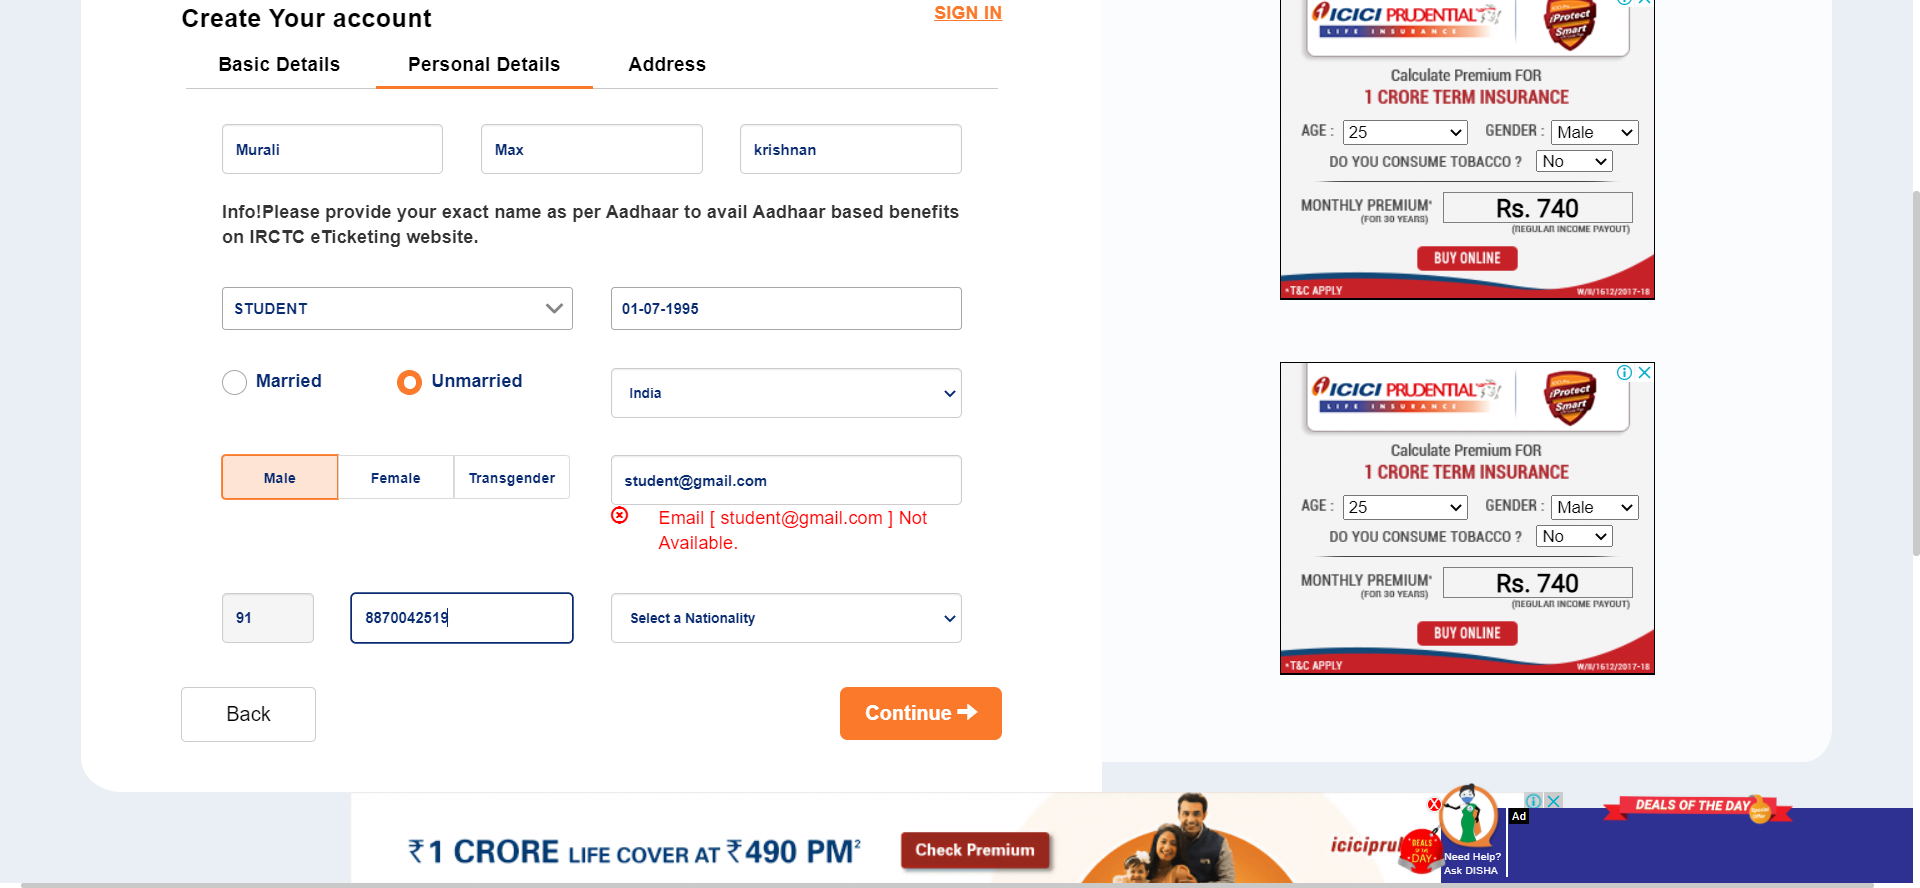 Create Your account
SIGN IN
Basic Details
Personal Details
Address
Murali
Max
krishnan
Info!Please provide your exact name as per Aadhaar to avail Aadhaar based benefits
on IRCTC eTicketing website.
STUDENT
01-07-1995
Married
Unmarried
India
Male
Female
Transgender
student@gmail.com
Email [ student@gmail.com ] Not
Available.
91
8870042519
Select a Nationality
Back
Continue
ICICI PRUDENTIAL
LIFE INSURANCE
iProtect
Smart
Calculate Premium FOR
1 CRORE TERM INSURANCE
AGE : 25 GENDER : Male
DO YOU CONSUME TOBACCO ? No
MONTHLY PREMIUM* Rs. 740
(FOR 30 YEARS)
(REGULAR INCOME PAYOUT)
BUY ONLINE
*T&C APPLY
W/II/1612/2017-18
ICICI PRUDENTIAL
LIFE INSURANCE
iProtect
Smart
Calculate Premium FOR
1 CRORE TERM INSURANCE
AGE : 25 GENDER : Male
DO YOU CONSUME TOBACCO ? No
MONTHLY PREMIUM* Rs. 740
(FOR 30 YEARS)
(REGULAR INCOME PAYOUT)
BUY ONLINE
*T&C APPLY
W/II/1612/2017-18
₹1 CRORE LIFE COVER AT ₹490 PM²
Check Premium
icicipru
X
DEALS
OF THE
DAY
Need Help?
Ask DISHA
Ad
DEALS OF THE DAY